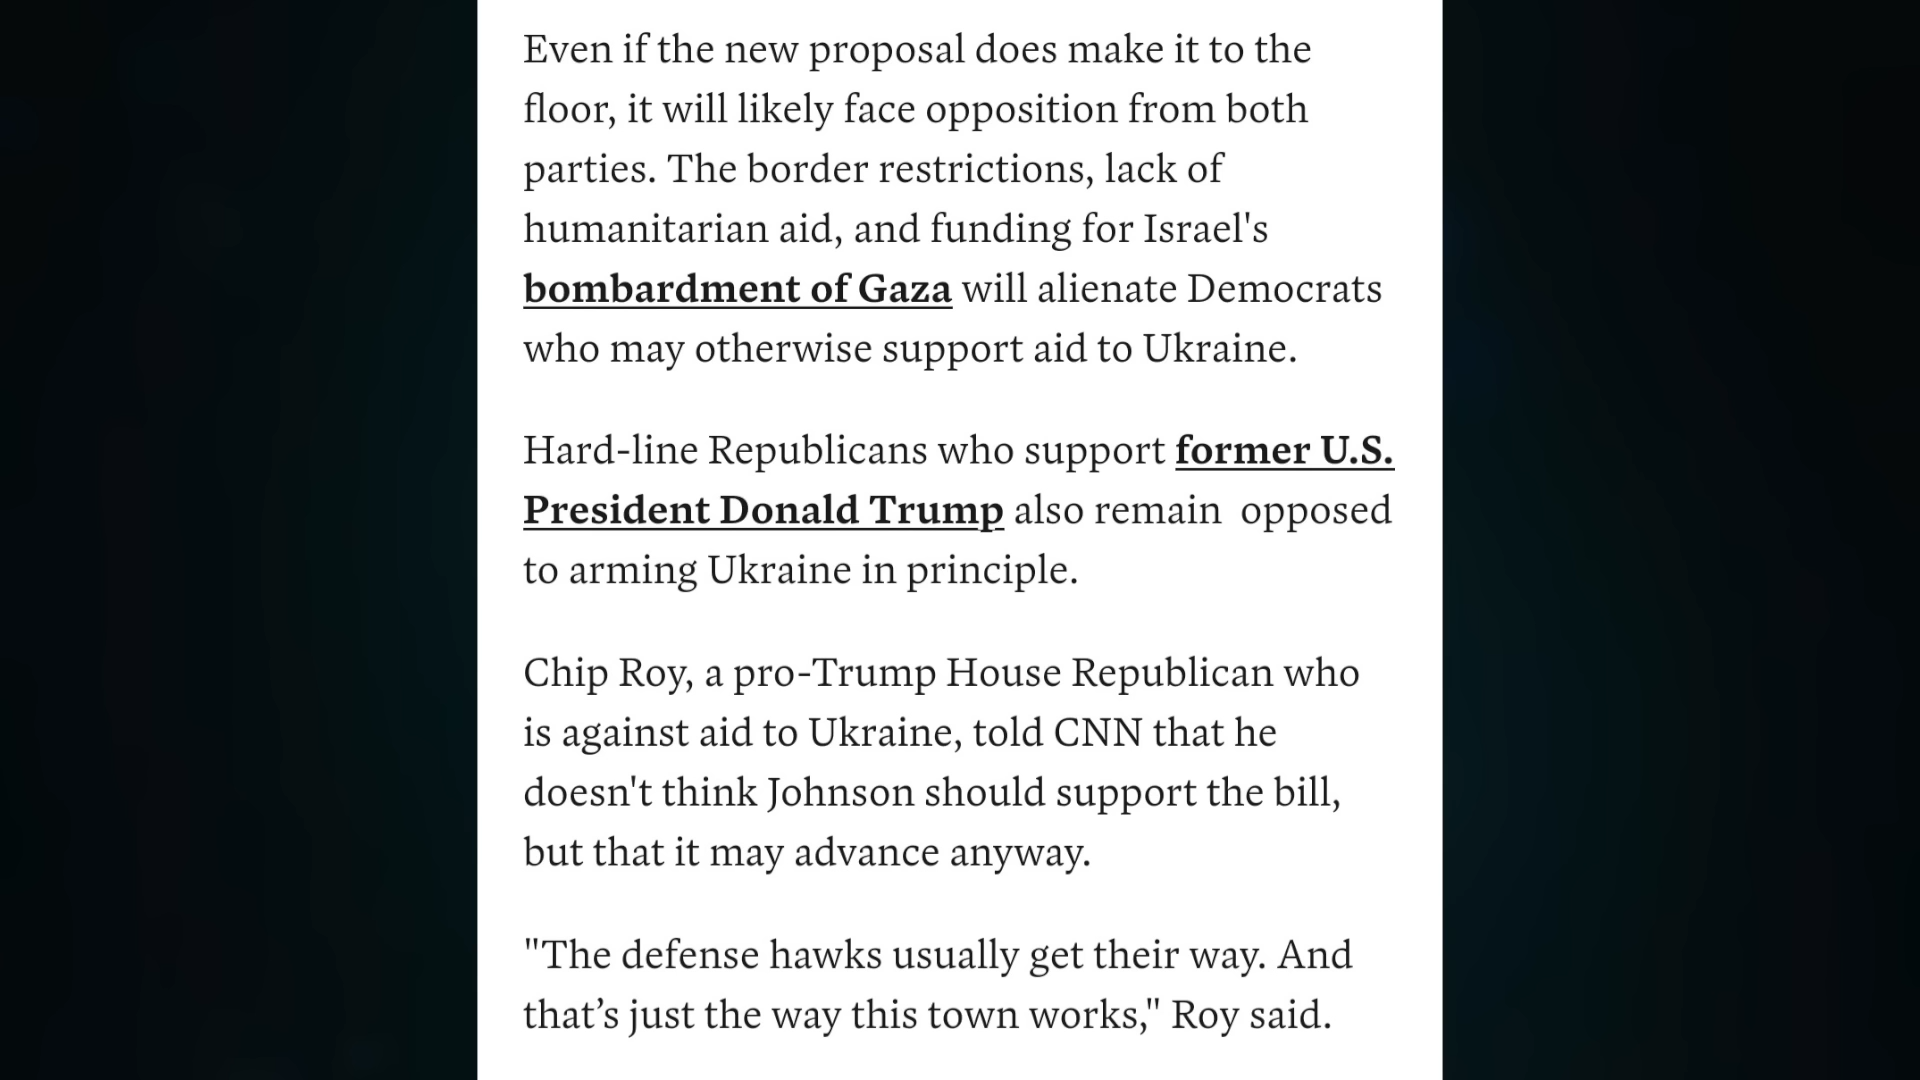 Even if the new proposal does make it to the
floor, it will likely face opposition from both
parties. The border restrictions, lack of
humanitarian aid, and funding for Israel's
bombardment of Gaza will alienate Democrats
who may otherwise support aid to Ukraine.
Hard-line Republicans who support former U.S.
President Donald Trump also remain  opposed
to arming Ukraine in principle.
Chip Roy, a pro-Trump House Republican who
is against aid to Ukraine, told CNN that he
doesn't think Johnson should support the bill,
but that it may advance anyway.
"The defense hawks usually get their way. And
that’s just the way this town works," Roy said.